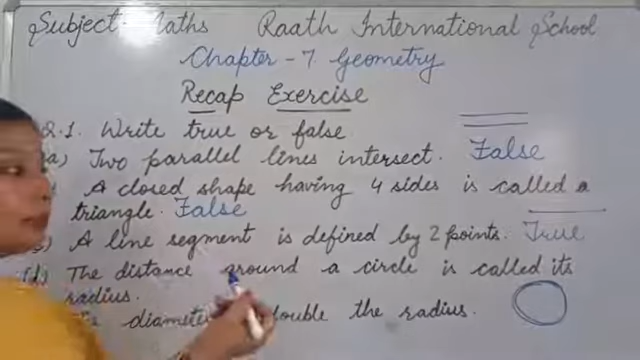 Subject Maths Raath International School
Chapter - 7 Geometry
Recap Exercise
Q.1. Write true or false.
a) Two parallel lines intersect. False
A closed shape having 4 sides is called a
triangle. False
A line segment is defined by 2 points. True
(d) The distance around a circle is called its
radius.
diameter double the radius.